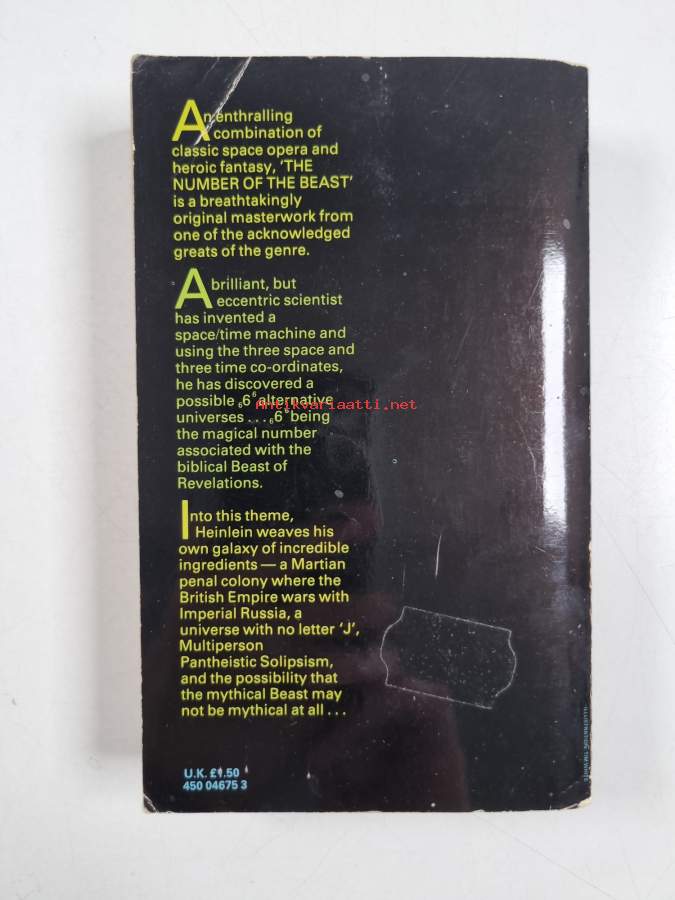 An enthralling
combination of
classic space opera and
heroic fantasy, 'THE
NUMBER OF THE BEAST'
is a breathtakingly
original masterwork from
one of the acknowledged
greats of the genre.
A brilliant, but
eccentric scientist
has invented a
space/time machine and
using the three space and
three time co-ordinates,
he has discovered a
possible ₆6⁶ alternative
universes . . . ₆6⁶ being
the magical number
associated with the
biblical Beast of
Revelations.
Into this theme,
Heinlein weaves his
own galaxy of incredible
ingredients — a Martian
penal colony where the
British Empire wars with
Imperial Russia, a
universe with no letter 'J',
Multiperson
Pantheistic Solipsism,
and the possibility that
the mythical Beast may
not be mythical at all . . .
U.K. £1.50
450 04675 3
ILLUSTRATION: TIM WHITE
Antikvariaatti.net